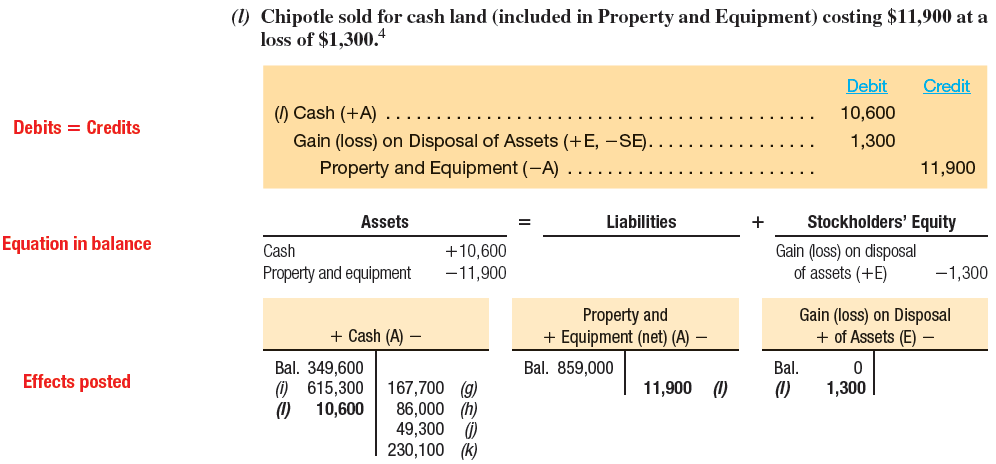 (l) Chipotle sold for cash land (included in Property and Equipment) costing $11,900 at a
loss of $1,300.4
Debits = Credits
Debit Credit
(l) Cash (+A) . . . . . . . . . . . . . . . . . . . . . . . . . . . . . . . . . . . . . . . . . . . 10,600
Gain (loss) on Disposal of Assets (+E, −SE). . . . . . . . . . . . . . . . . 1,300
Property and Equipment (−A) . . . . . . . . . . . . . . . . . . . . . . . . . 11,900
Equation in balance
Assets = Liabilities + Stockholders' Equity
Cash +10,600 Gain (loss) on disposal
Property and equipment −11,900 of assets (+E) −1,300
Effects posted
+ Cash (A) −
Bal. 349,600
(i) 615,300 167,700 (g)
(l) 10,600 86,000 (h)
49,300 (j)
230,100 (k)
Property and
+ Equipment (net) (A) −
Bal. 859,000
11,900 (l)
Gain (loss) on Disposal
+ of Assets (E) −
Bal. 0
(l) 1,300